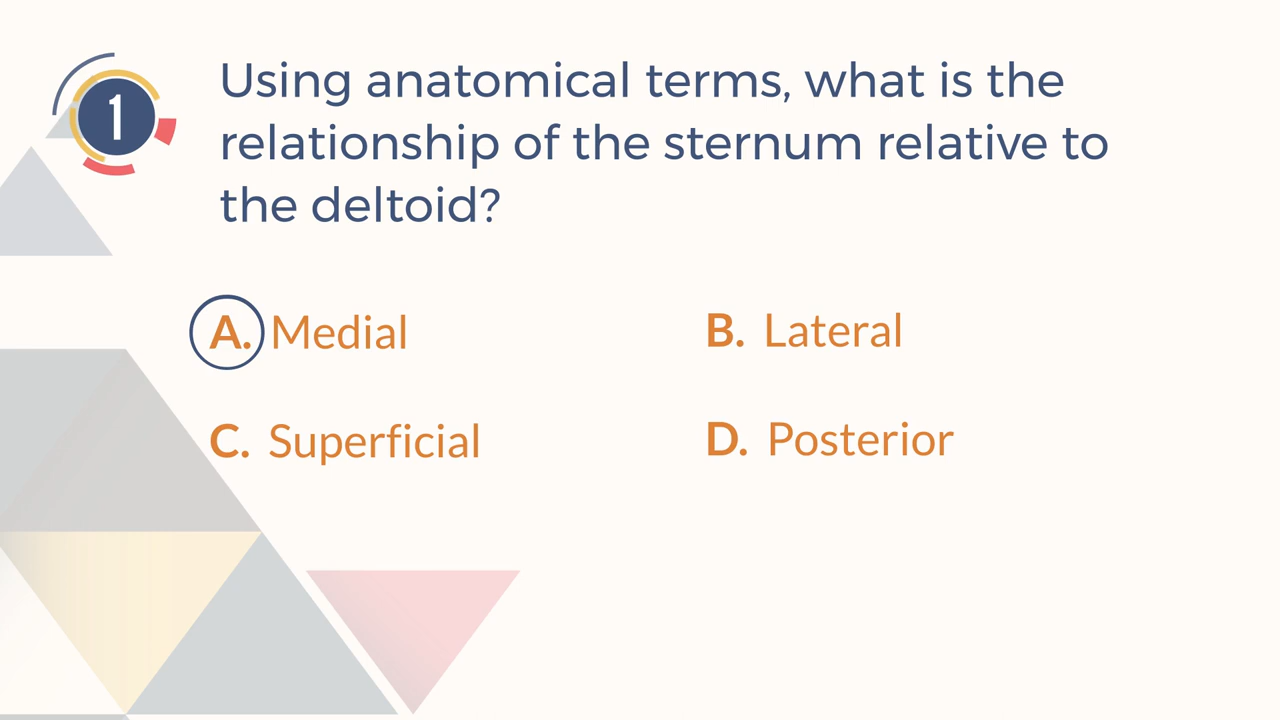 1
Using anatomical terms, what is the
relationship of the sternum relative to
the deltoid?
A. Medial
B. Lateral
C. Superficial
D. Posterior